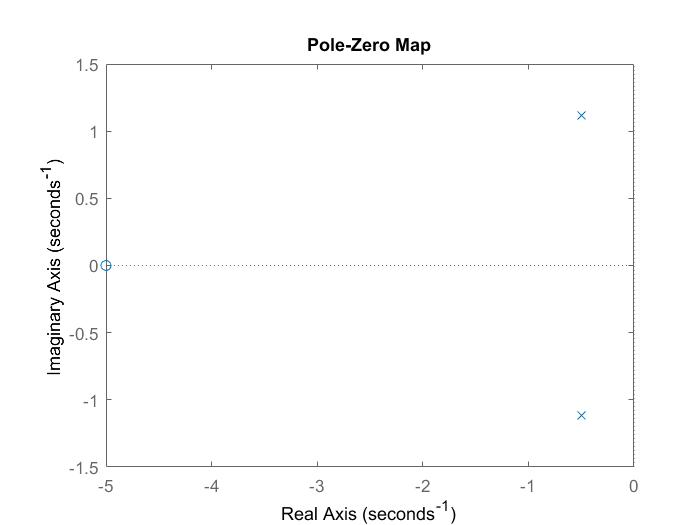 Pole-Zero Map
1.5
1
0.5
0
-0.5
-1
-1.5
Imaginary Axis (seconds⁻¹)
-5 -4 -3 -2 -1 0
Real Axis (seconds⁻¹)